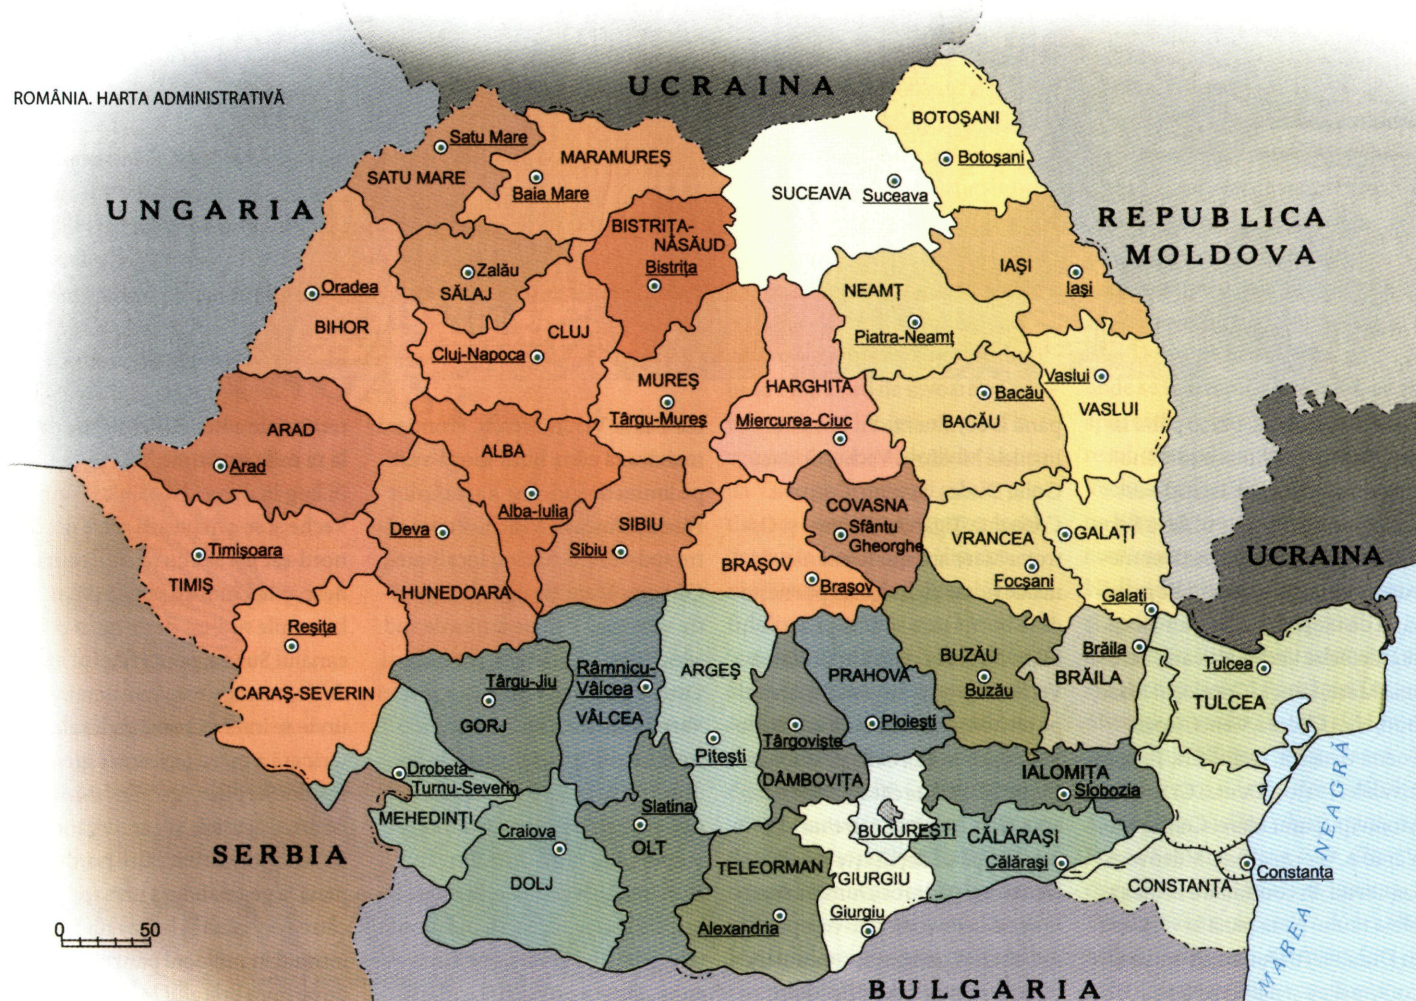 ROMÂNIA. HARTA ADMINISTRATIVĂ
UCRAINA
UNGARIA
REPUBLICA
MOLDOVA
UCRAINA
SERBIA
BULGARIA
MAREA NEAGRĂ
Satu Mare
SATU MARE
MARAMUREŞ
Baia Mare
BISTRIŢA-
NĂSĂUD
Bistriţa
SUCEAVA
Suceava
BOTOŞANI
Botoşani
IAŞI
Iaşi
NEAMŢ
Piatra-Neamţ
Oradea
BIHOR
Zalău
SĂLAJ
CLUJ
Cluj-Napoca
MUREŞ
Târgu-Mureş
HARGHITA
Miercurea-Ciuc
Bacău
BACĂU
Vaslui
VASLUI
ARAD
Arad
ALBA
Alba-Iulia
Deva
HUNEDOARA
SIBIU
Sibiu
BRAŞOV
Braşov
COVASNA
Sfântu
Gheorghe
VRANCEA
Focşani
GALAŢI
Galati
Timişoara
TIMIŞ
Reşiţa
CARAŞ-SEVERIN
Târgu-Jiu
GORJ
Râmnicu-
Vâlcea
VÂLCEA
ARGEŞ
Piteşti
Târgovişte
DÂMBOVIŢA
PRAHOVA
Ploieşti
BUZĂU
Buzău
Brăila
BRĂILA
Tulcea
TULCEA
Drobeta-
Turnu-Severin
MEHEDINŢI
Craiova
DOLJ
Slatina
OLT
TELEORMAN
Alexandria
BUCUREŞTI
GIURGIU
Giurgiu
IALOMIŢA
Slobozia
CĂLĂRAŞI
Călăraşi
CONSTANŢA
Constanţa
0 50